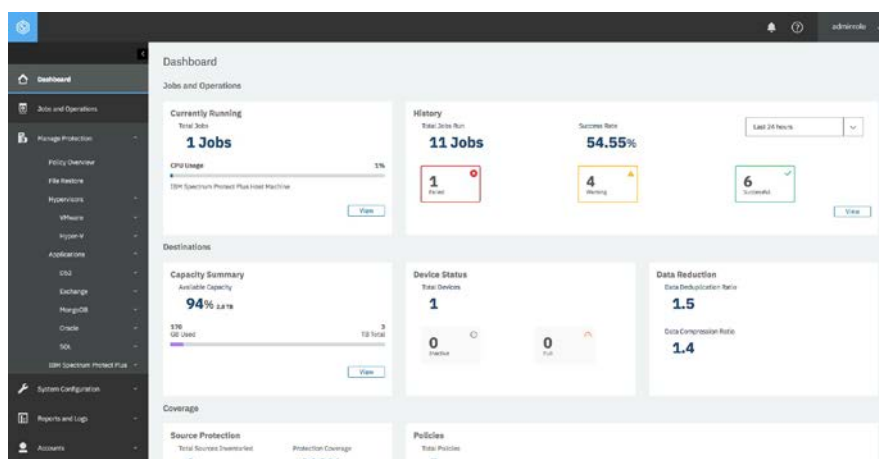 adminrole
Dashboard
Jobs and Operations
Manage Protection
Policy Overview
File Restore
Hypervisors
VMware
Hyper-V
Applications
Db2
Exchange
MongoDB
Oracle
SQL
IBM Spectrum Protect Plus
System Configuration
Reports and Logs
Accounts
Dashboard
Jobs and Operations
Currently Running
Total Jobs
1 Jobs
CPU Usage 1%
IBM Spectrum Protect Plus Host Machine
View
History
Total Jobs Run
11 Jobs
Success Rate
54.55%
Last 24 hours
1
Failed
4
Warning
6
Successful
View
Destinations
Capacity Summary
Available Capacity
94% 2.8 TB
170 3
GB Used TB Total
View
Device Status
Total Devices
1
0
Inactive
0
Full
Data Reduction
Data Deduplication Ratio
1.5
Data Compression Ratio
1.4
Coverage
Source Protection
Total Sources Inventoried Protection Coverage
Policies
Total Policies